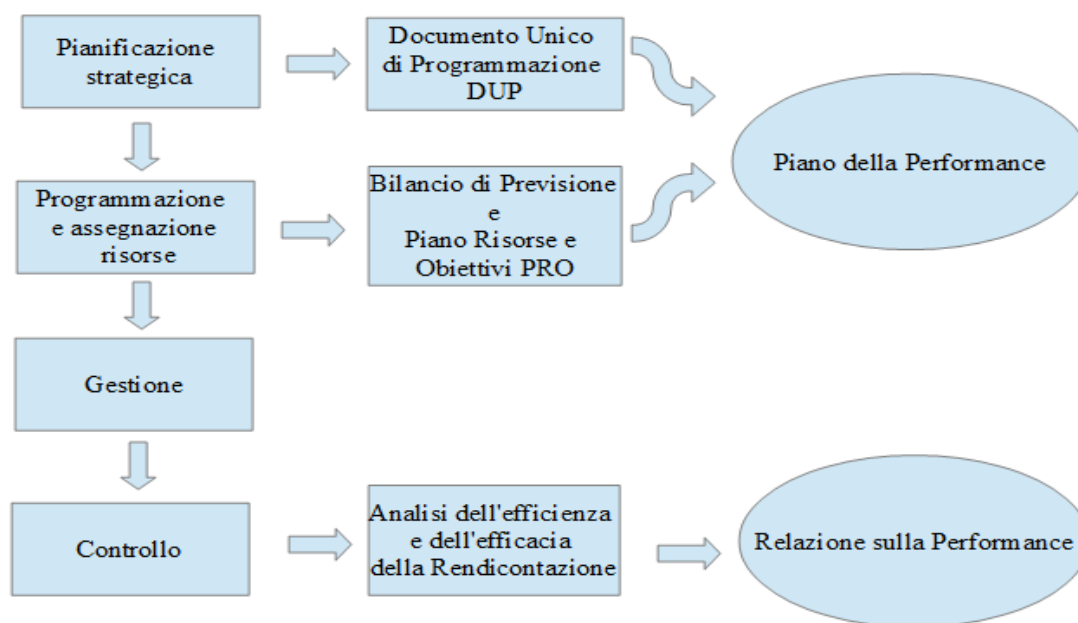 Pianificazione
strategica
Documento Unico
di Programmazione
DUP
Piano della Performance
Programmazione
e assegnazione
risorse
Bilancio di Previsione
e
Piano Risorse e
Obiettivi PRO
Gestione
Controllo
Analisi dell'efficienza
e dell'efficacia
della Rendicontazione
Relazione sulla Performance